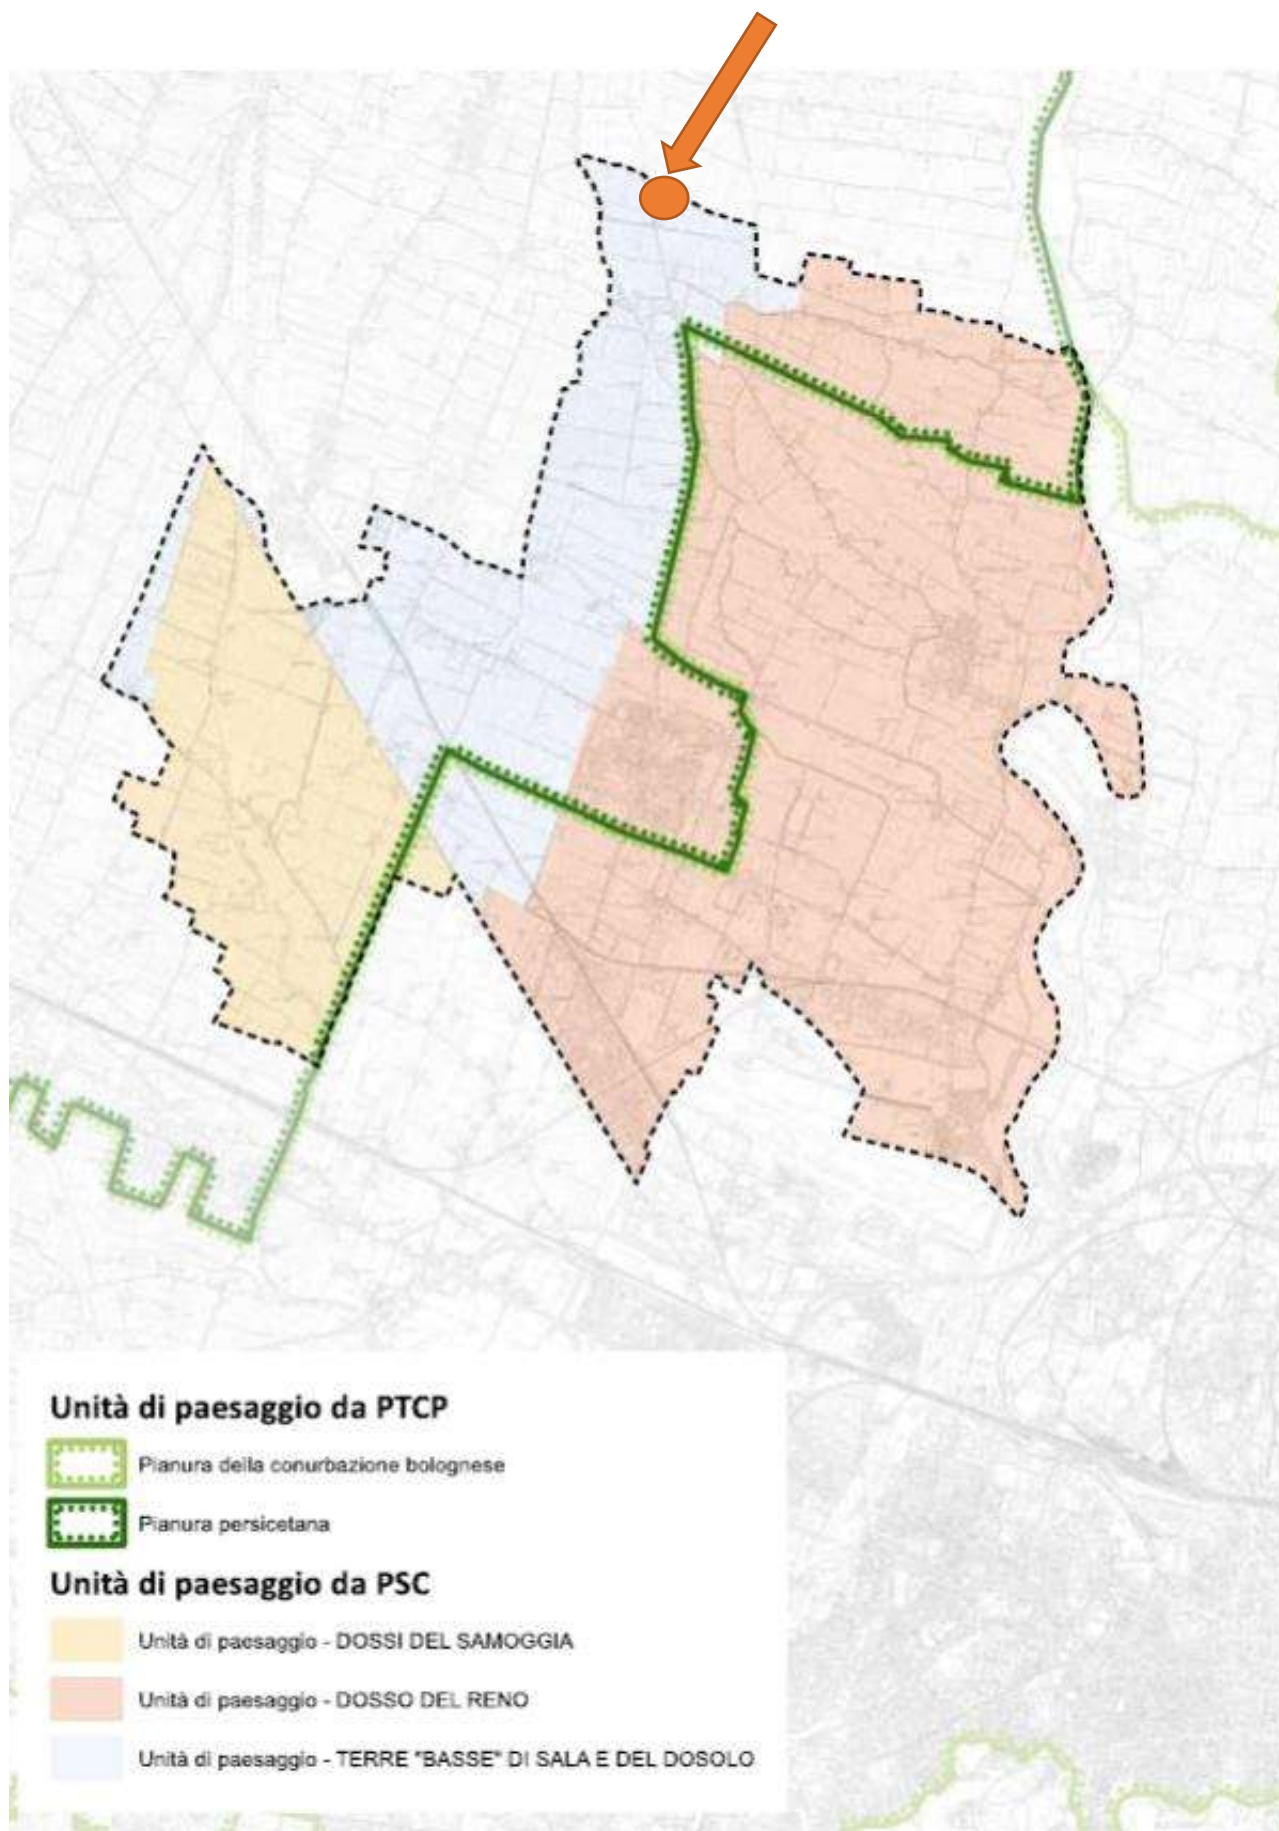 Unità di paesaggio da PTCP
Pianura della conurbazione bolognese
Pianura persicetana
Unità di paesaggio da PSC
Unità di paesaggio - DOSSI DEL SAMOGGIA
Unità di paesaggio - DOSSO DEL RENO
Unità di paesaggio - TERRE "BASSE" DI SALA E DEL DOSOLO